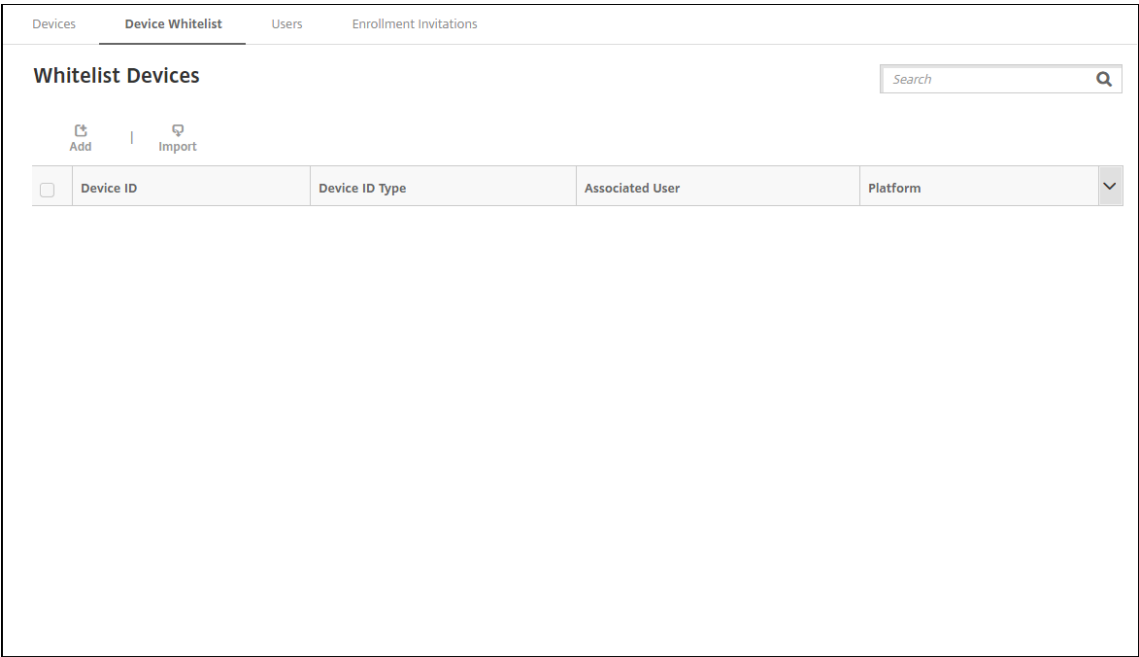 Devices Device Whitelist Users Enrollment Invitations
Whitelist Devices
Search
Add | Import
Device ID Device ID Type Associated User Platform